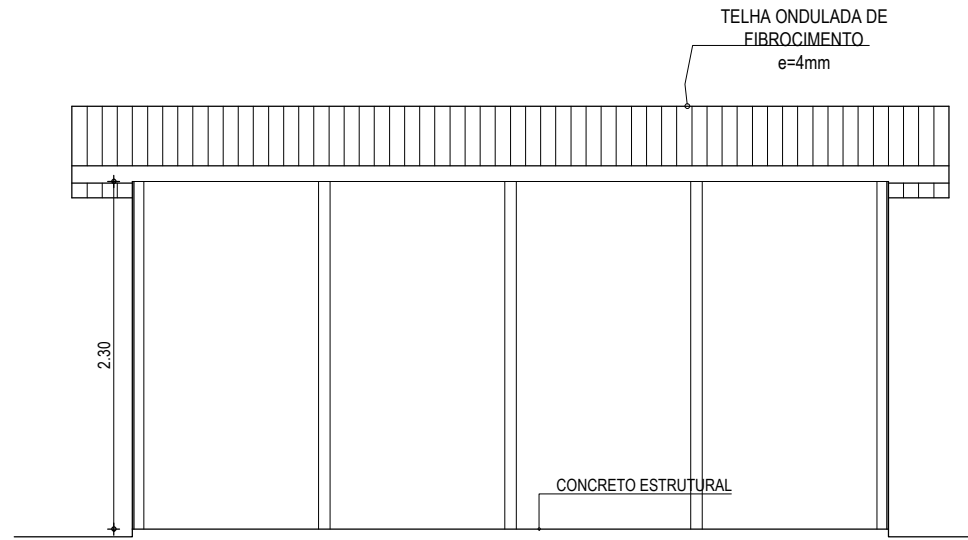 TELHA ONDULADA DE
FIBROCIMENTO
e=4mm
2.30
CONCRETO ESTRUTURAL